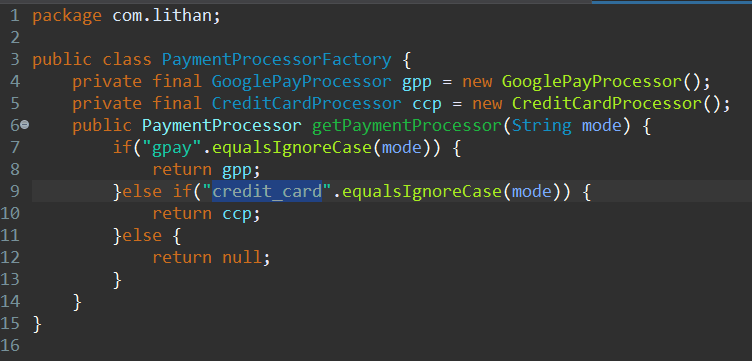 1 package com.lithan;
2
3 public class PaymentProcessorFactory {
4     private final GooglePayProcessor gpp = new GooglePayProcessor();
5     private final CreditCardProcessor ccp = new CreditCardProcessor();
6     public PaymentProcessor getPaymentProcessor(String mode) {
7         if("gpay".equalsIgnoreCase(mode)) {
8             return gpp;
9         }else if("credit_card".equalsIgnoreCase(mode)) {
10             return ccp;
11         }else {
12             return null;
13         }
14     }
15 }
16